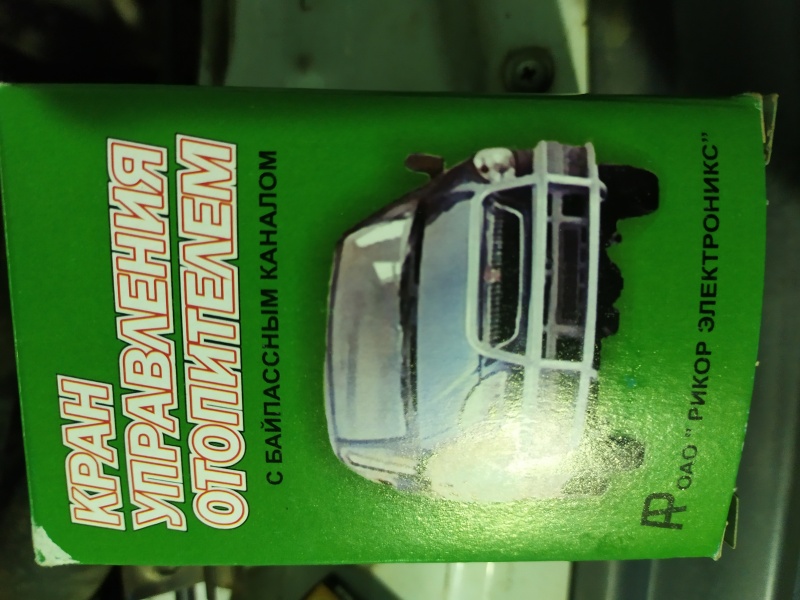 КРАН
УПРАВЛЕНИЯ
ОТОПИТЕЛЕМ
С БАЙПАССНЫМ КАНАЛОМ
ОАО " РИКОР ЭЛЕКТРОНИКС"